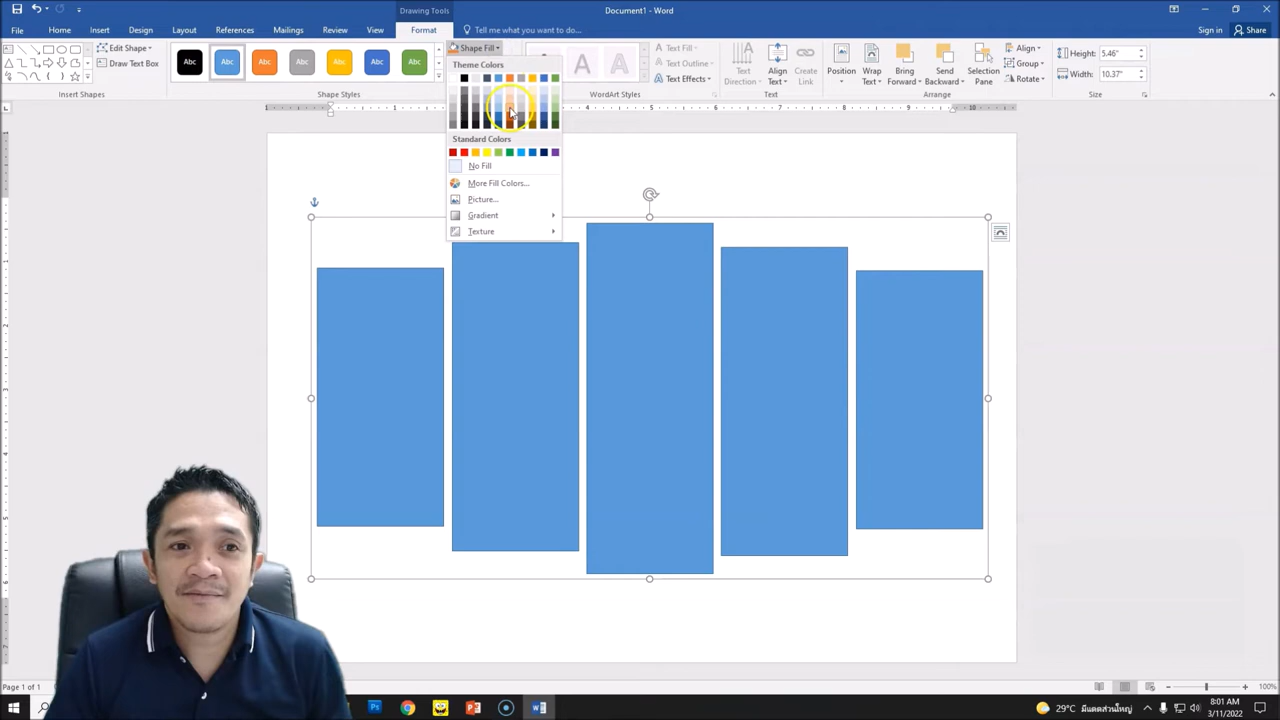 Drawing Tools
Document1 - Word
File
Home
Insert
Design
Layout
References
Mailings
Review
View
Format
Tell me what you want to do...
Sign in
Share
Edit Shape
Draw Text Box
Insert Shapes
Abc
Abc
Abc
Abc
Abc
Abc
Abc
Shape Styles
Shape Fill
Theme Colors
Standard Colors
No Fill
More Fill Colors...
Picture...
Gradient
Texture
A
A
WordArt Styles
Text Fill
Text Outline
Text Effects
Text Direction
Align Text
Create Link
Text
Position
Wrap Text
Bring Forward
Send Backward
Selection Pane
Align
Group
Rotate
Arrange
Height:
5.46"
Width:
10.37"
Size
Page 1 of 1
100%
29°C มีแดดส่วนใหญ่
8:01 AM
3/11/2022